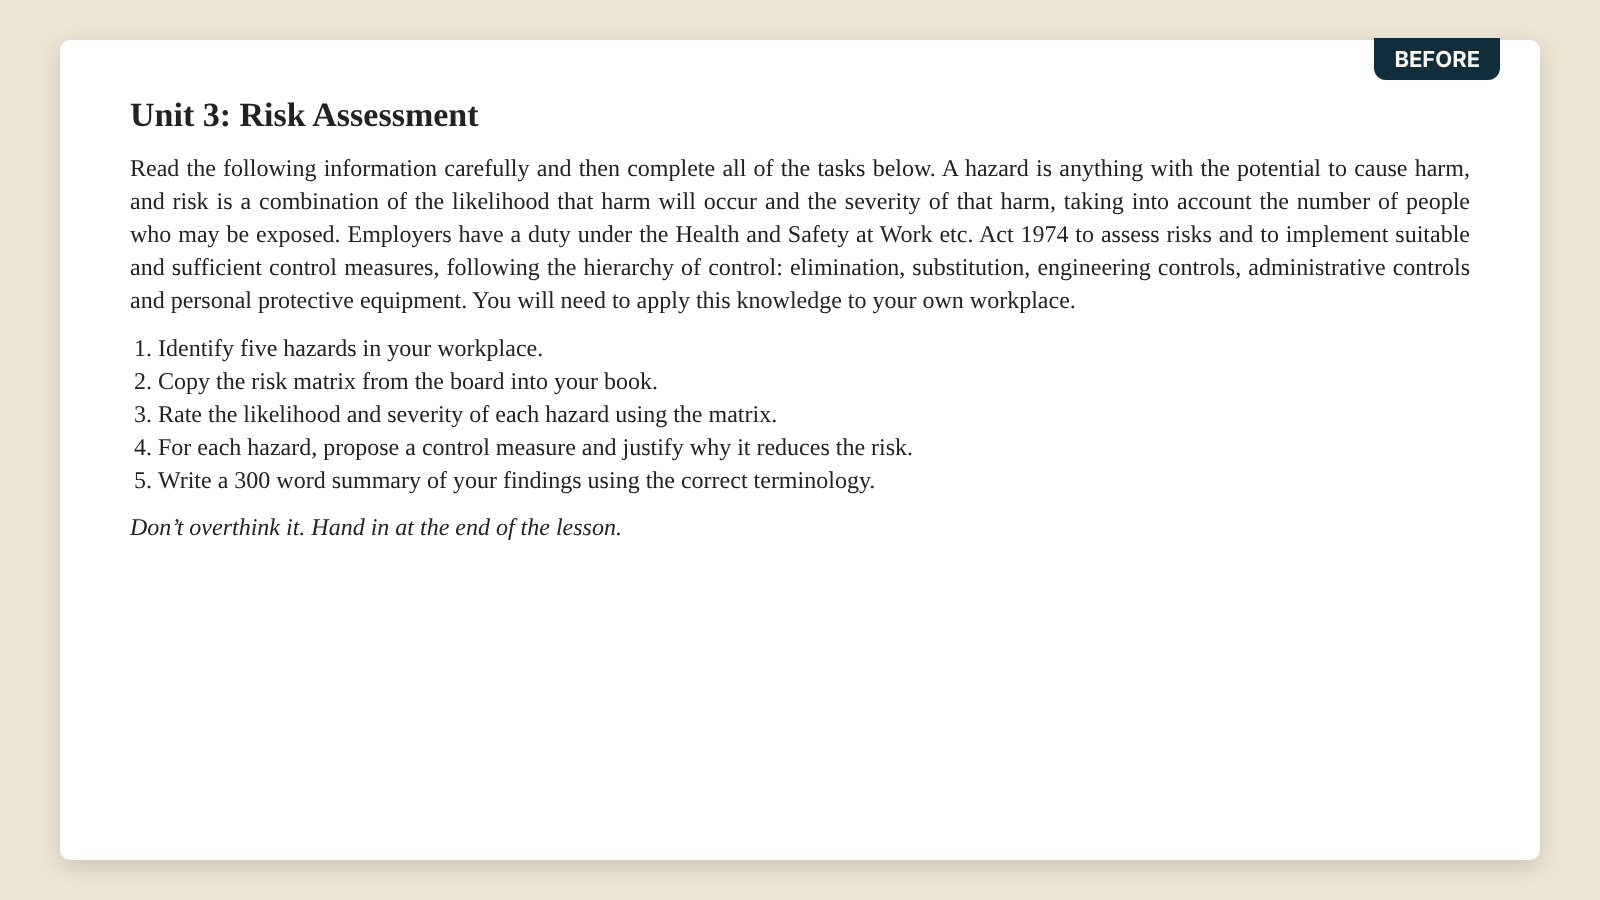 BEFORE
Unit 3: Risk Assessment
Read the following information carefully and then complete all of the tasks below. A hazard is anything with the potential to cause harm,
and risk is a combination of the likelihood that harm will occur and the severity of that harm, taking into account the number of people
who may be exposed. Employers have a duty under the Health and Safety at Work etc. Act 1974 to assess risks and to implement suitable
and sufficient control measures, following the hierarchy of control: elimination, substitution, engineering controls, administrative controls
and personal protective equipment. You will need to apply this knowledge to your own workplace.
1. Identify five hazards in your workplace.
2. Copy the risk matrix from the board into your book.
3. Rate the likelihood and severity of each hazard using the matrix.
4. For each hazard, propose a control measure and justify why it reduces the risk.
5. Write a 300 word summary of your findings using the correct terminology.
Don’t overthink it. Hand in at the end of the lesson.